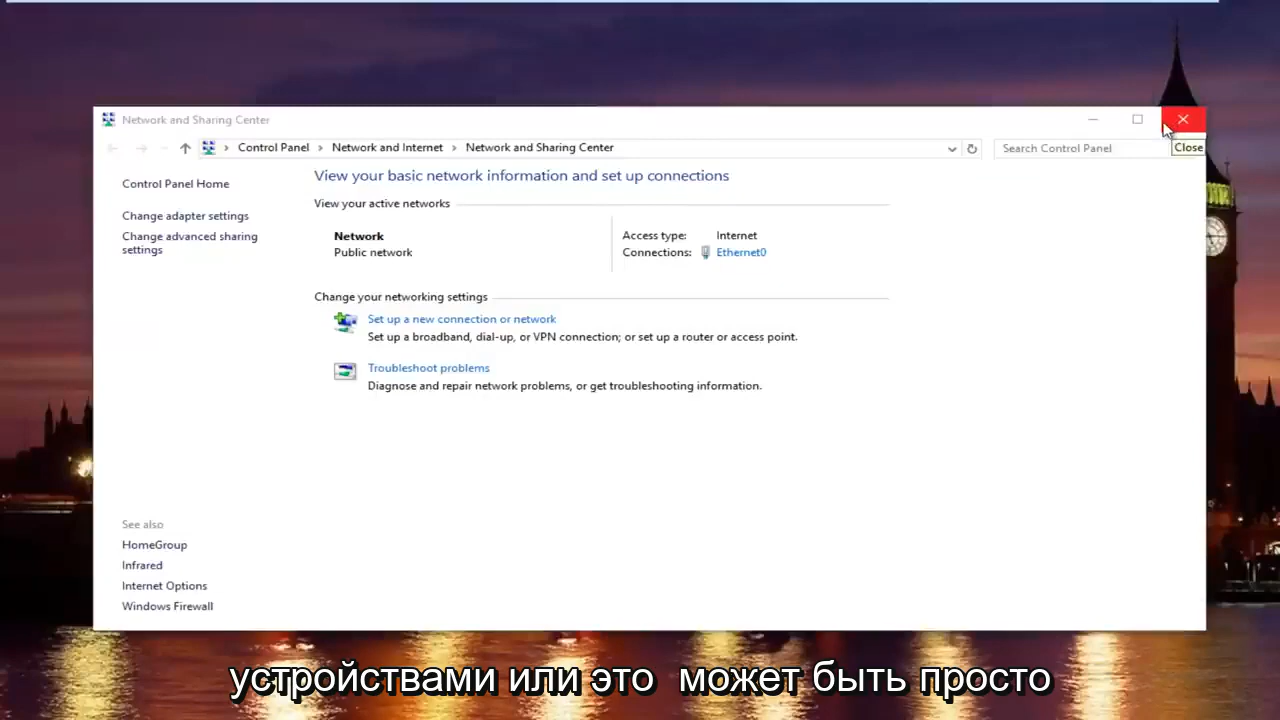 Network and Sharing Center
Control Panel > Network and Internet > Network and Sharing Center
Search Control Panel
Close
Control Panel Home
Change adapter settings
Change advanced sharing
settings
View your basic network information and set up connections
View your active networks
Network
Public network
Access type: Internet
Connections: Ethernet0
Change your networking settings
Set up a new connection or network
Set up a broadband, dial-up, or VPN connection; or set up a router or access point.
Troubleshoot problems
Diagnose and repair network problems, or get troubleshooting information.
See also
HomeGroup
Infrared
Internet Options
Windows Firewall
устройствами или это может быть просто